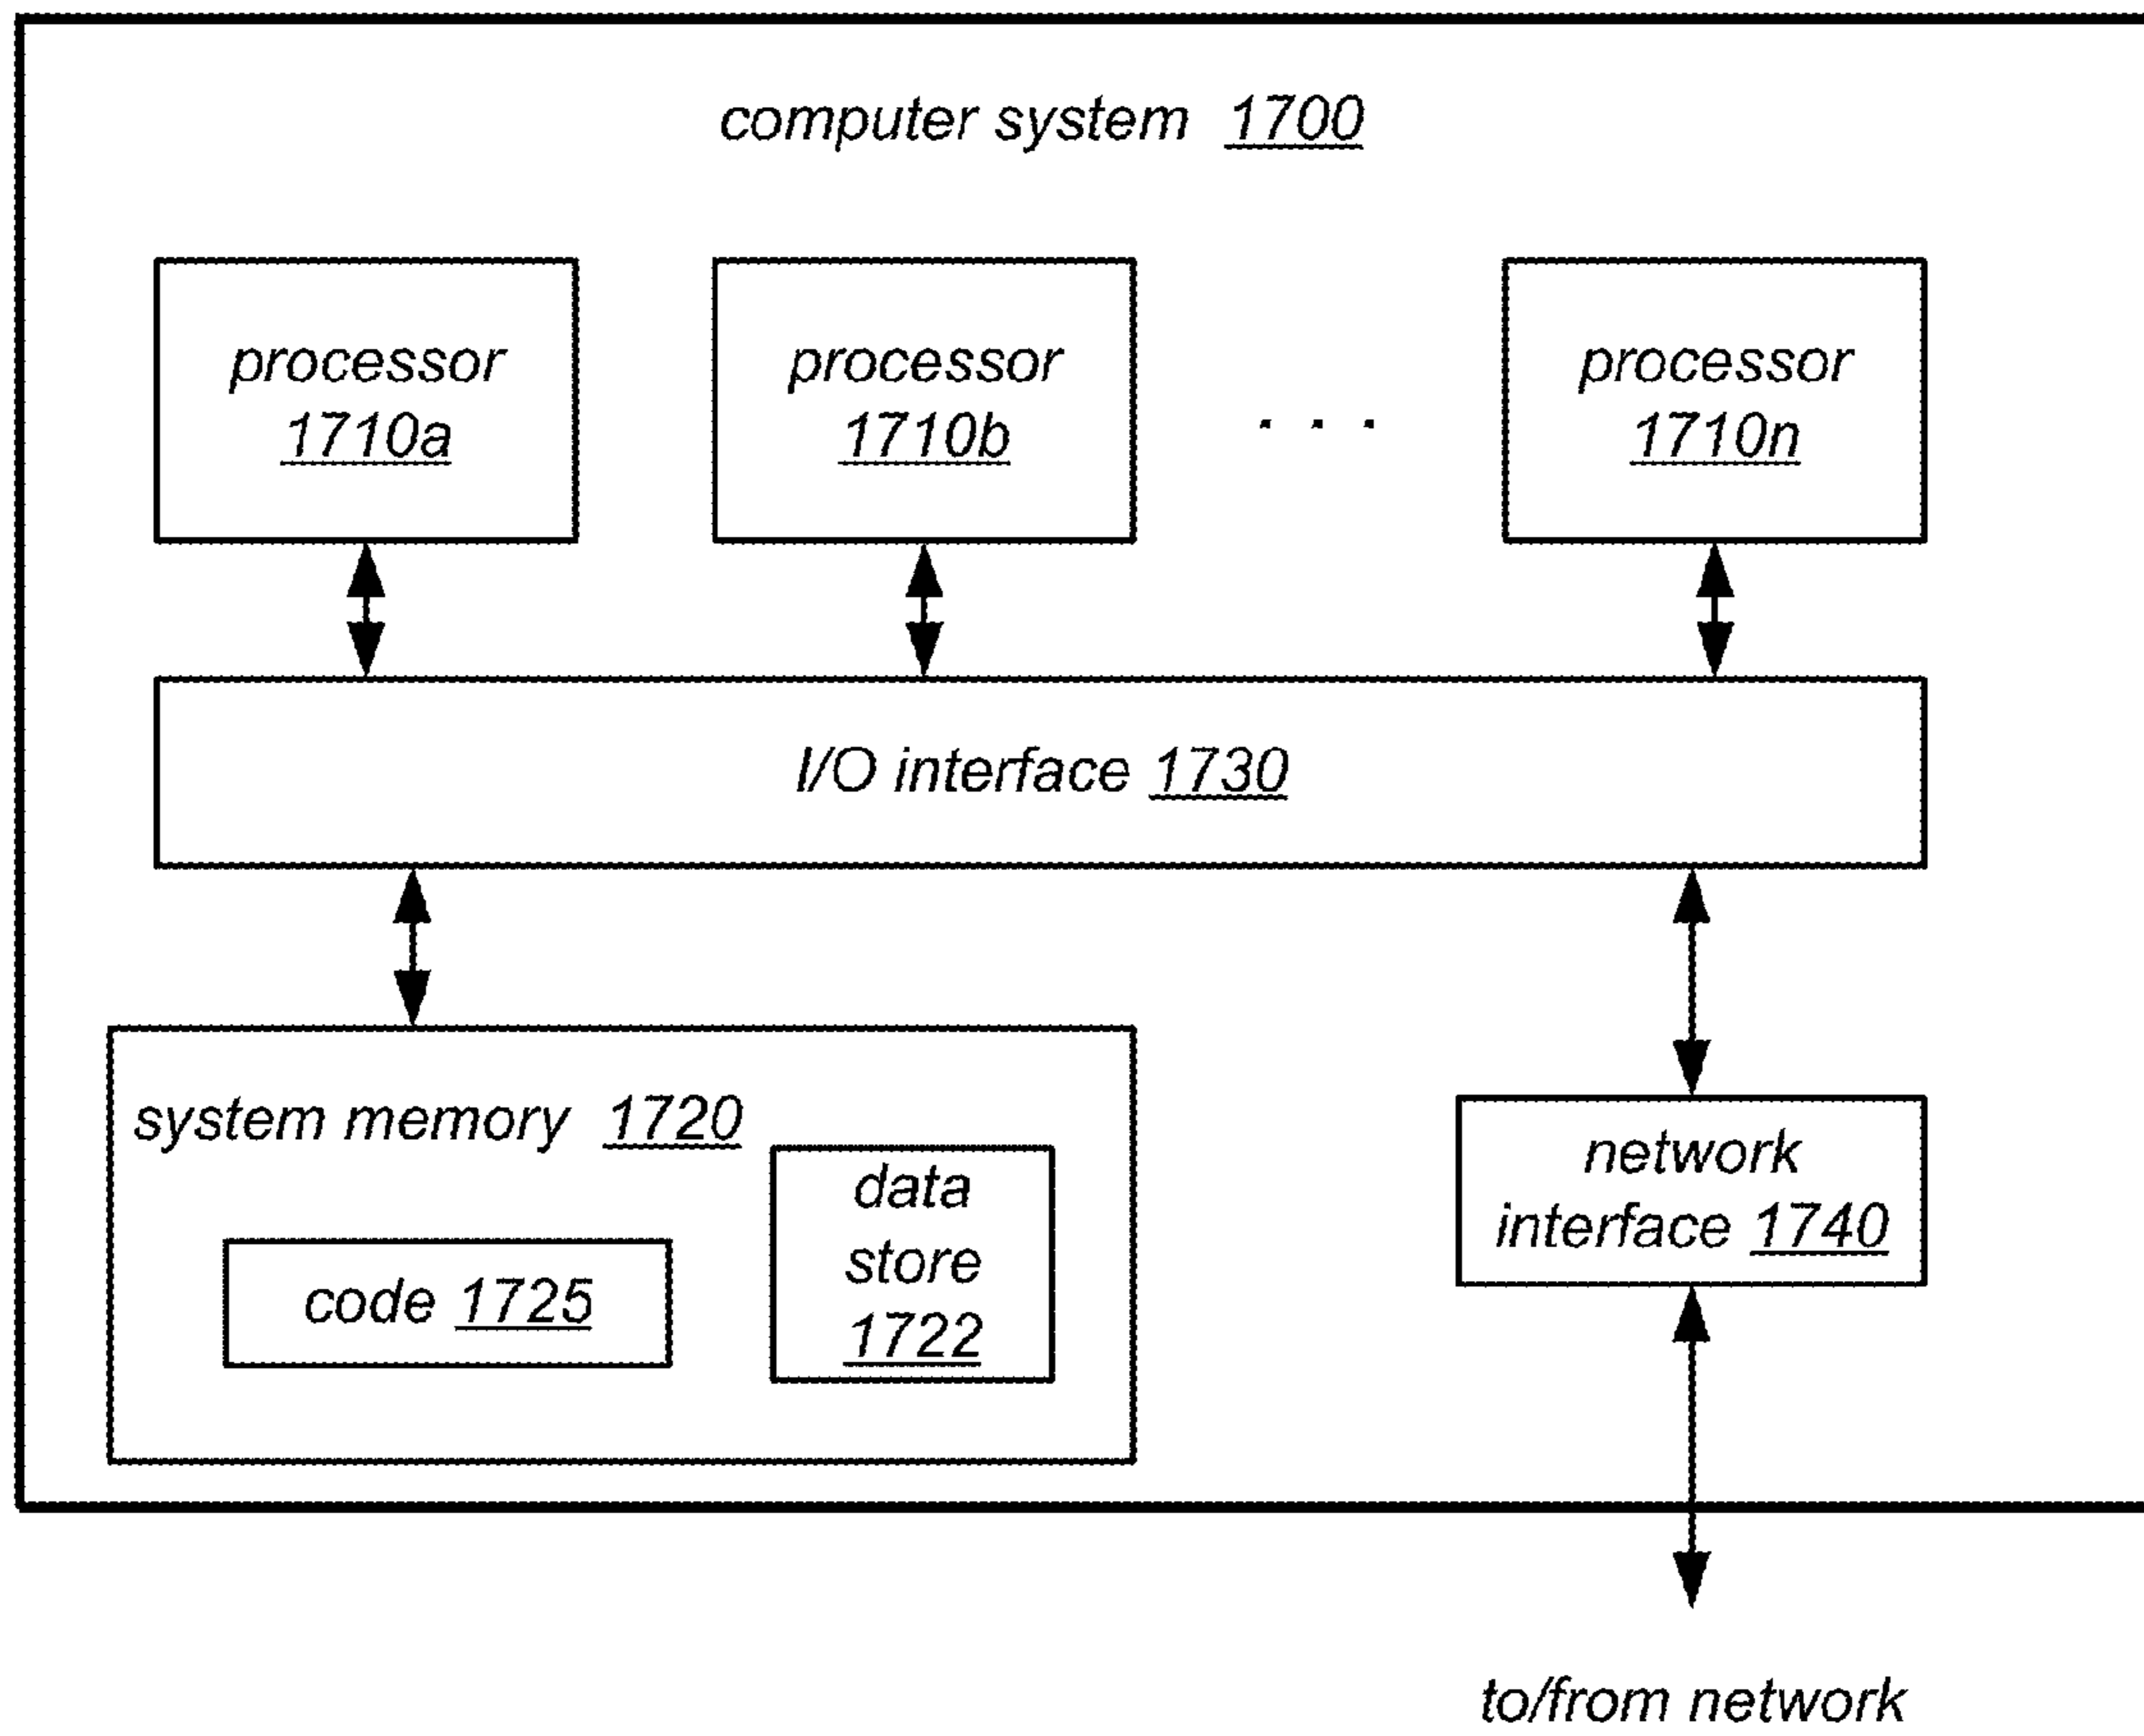 computer system 1700
processor
1710a
processor
1710b
. . .
processor
1710n
I/O interface 1730
system memory 1720
code 1725
data
store
1722
network
interface 1740
to/from network